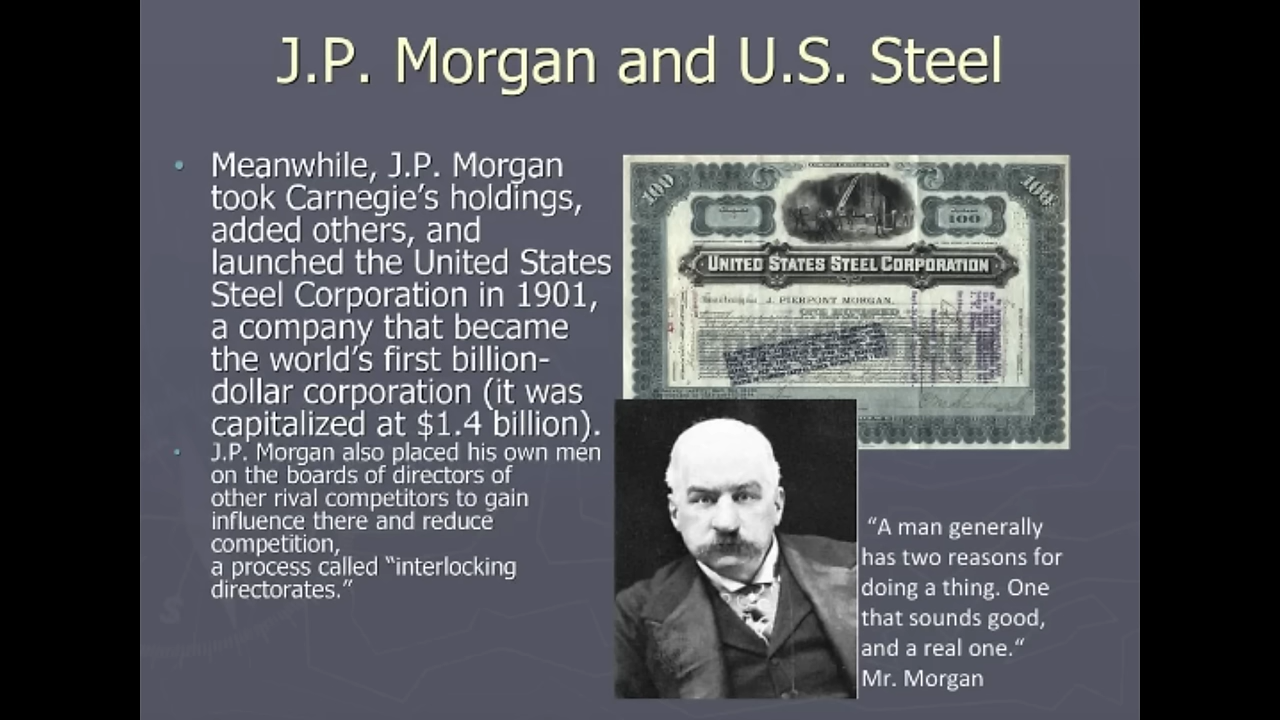 J.P. Morgan and U.S. Steel
• Meanwhile, J.P. Morgan
took Carnegie’s holdings,
added others, and
launched the United States
Steel Corporation in 1901,
a company that became
the world’s first billion-
dollar corporation (it was
capitalized at $1.4 billion).
• J.P. Morgan also placed his own men
on the boards of directors of
other rival competitors to gain
influence there and reduce
competition,
a process called “interlocking
directorates.”
100
100
100
UNITED STATES STEEL CORPORATION
J. PIERPONT MORGAN.
“A man generally
has two reasons for
doing a thing. One
that sounds good,
and a real one.“
Mr. Morgan